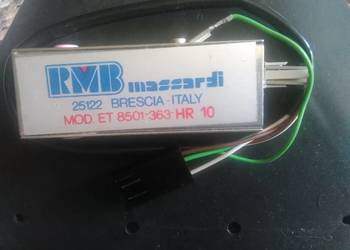 RMB massardi
25122 BRESCIA-ITALY
MOD. ET 8501-363-HR 10